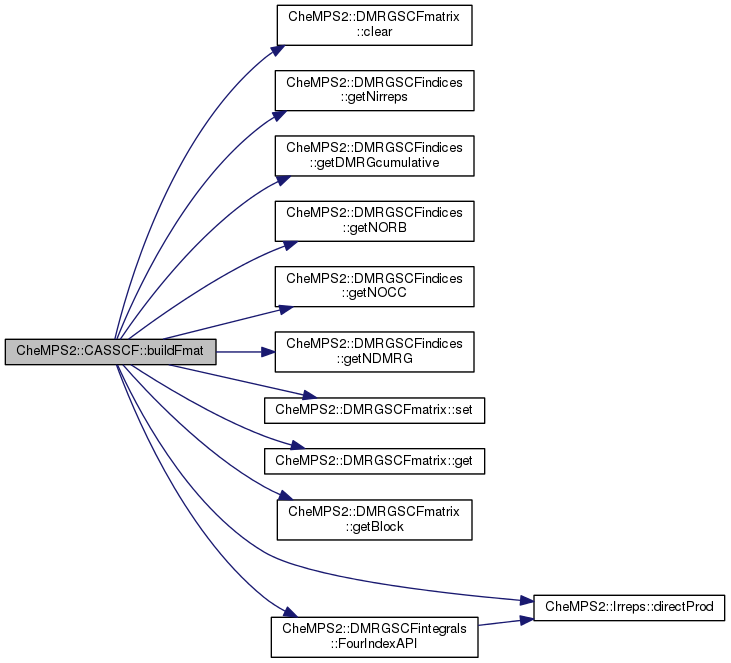 CheMPS2::DMRGSCFmatrix
::clear
CheMPS2::DMRGSCFindices
::getNirreps
CheMPS2::DMRGSCFindices
::getDMRGcumulative
CheMPS2::DMRGSCFindices
::getNORB
CheMPS2::DMRGSCFindices
::getNOCC
CheMPS2::CASSCF::buildFmat
CheMPS2::DMRGSCFindices
::getNDMRG
CheMPS2::DMRGSCFmatrix::set
CheMPS2::DMRGSCFmatrix::get
CheMPS2::DMRGSCFmatrix
::getBlock
CheMPS2::Irreps::directProd
CheMPS2::DMRGSCFintegrals
::FourIndexAPI